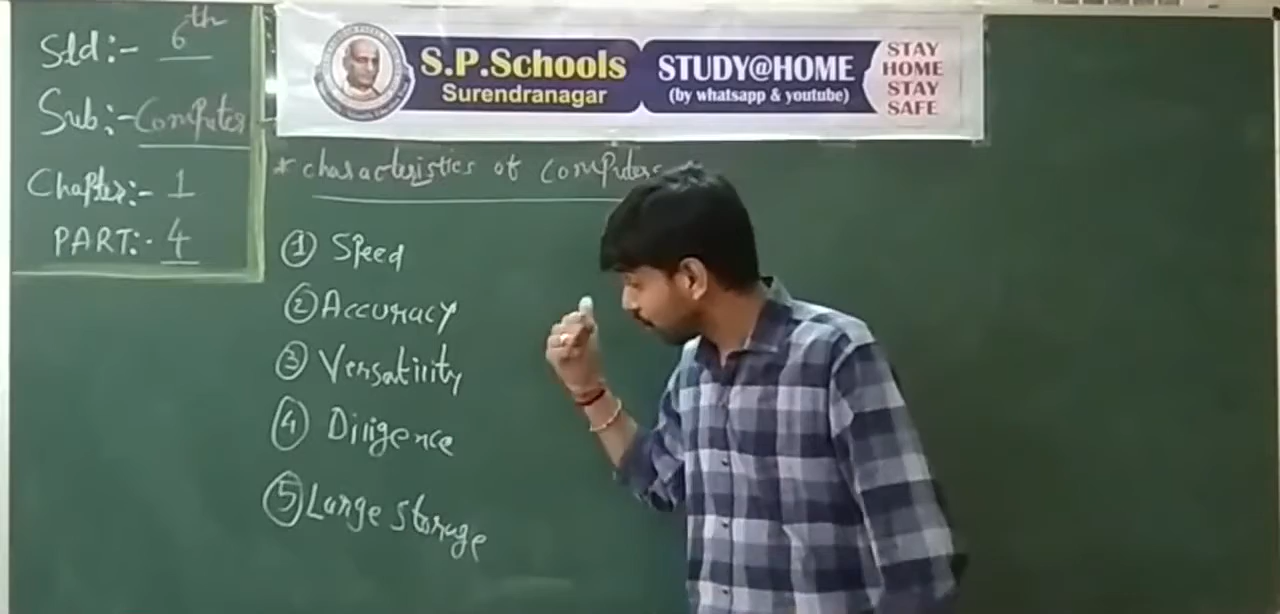 Std:- 6th
Sub:- Computer
Chapter:- 1
PART:- 4
S.P.Schools
Surendranagar
STUDY@HOME
(by whatsapp & youtube)
STAY
HOME
STAY
SAFE
* characteristics of computers
① Speed
② Accuracy
③ Versatility
④ Diligence
⑤ Large storage